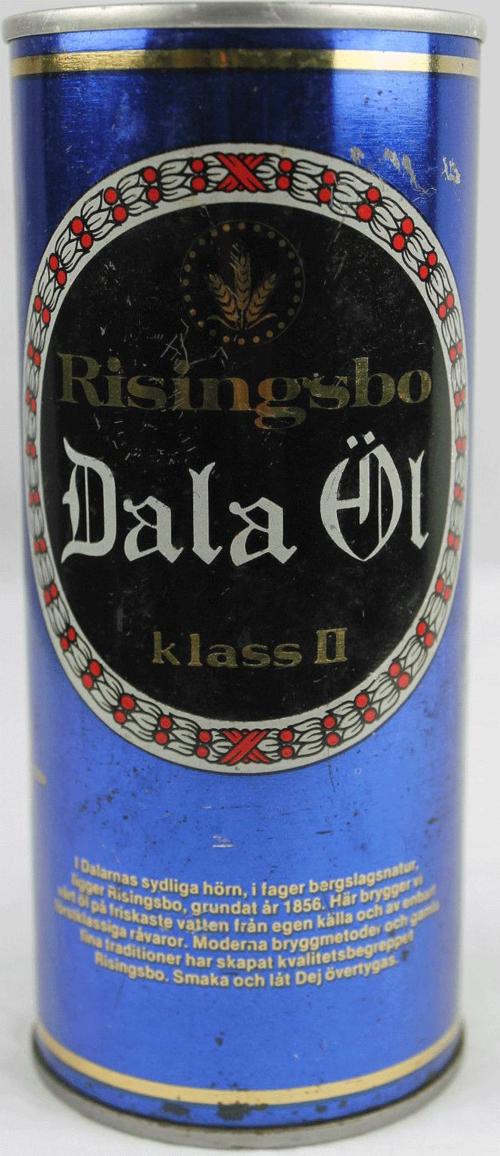 Risingsbo
Dala Öl
klass II
I Dalarnas sydliga hörn, i fager bergslagsnatur,
ligger Risingsbo, grundat år 1856. Här brygger vi
vårt öl på friskaste vatten från egen källa och av enbart
förstklassiga råvaror. Moderna bryggmetoder och gamla
fina traditioner har skapat kvalitetsbegreppet
Risingsbo. Smaka och låt Dej övertygas.